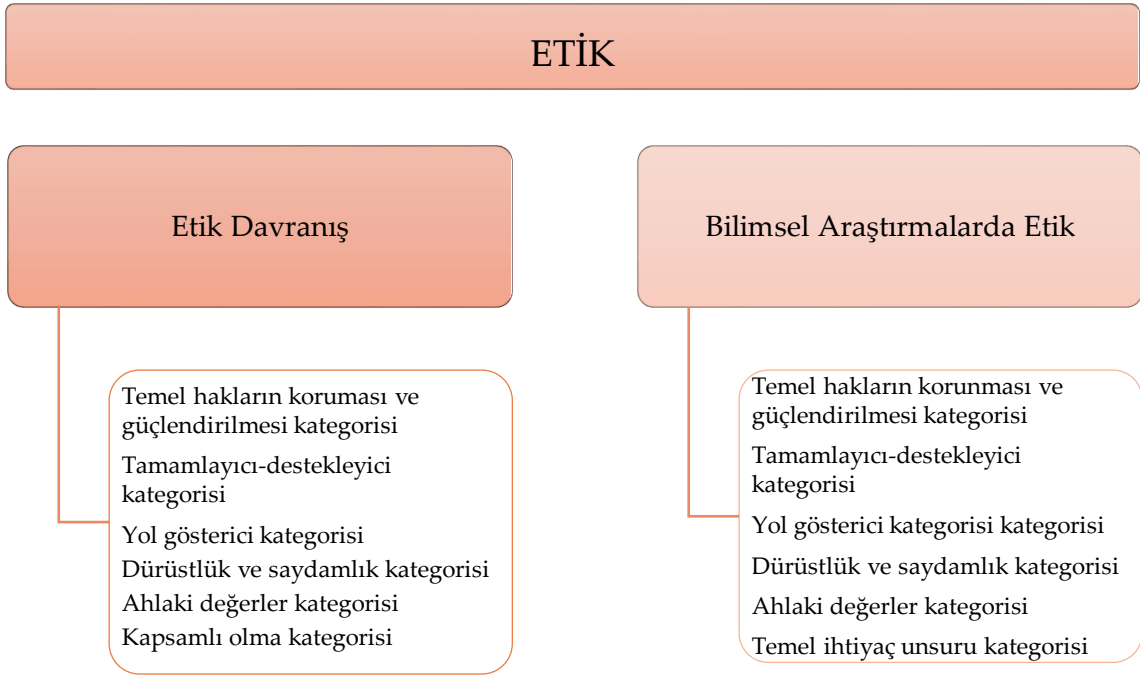 ETİK
Etik Davranış
Temel hakların koruması ve
güçlendirilmesi kategorisi
Tamamlayıcı-destekleyici
kategorisi
Yol gösterici kategorisi
Dürüstlük ve saydamlık kategorisi
Ahlaki değerler kategorisi
Kapsamlı olma kategorisi
Bilimsel Araştırmalarda Etik
Temel hakların korunması ve
güçlendirilmesi kategorisi
Tamamlayıcı-destekleyici
kategorisi
Yol gösterici kategorisi kategorisi
Dürüstlük ve saydamlık kategorisi
Ahlaki değerler kategorisi
Temel ihtiyaç unsuru kategorisi